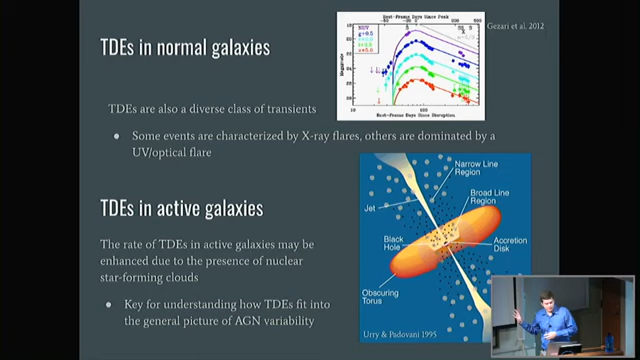 TDEs in normal galaxies
TDEs are also a diverse class of transients
● Some events are characterized by X-ray flares, others are dominated by a
UV/optical flare
TDEs in active galaxies
The rate of TDEs in active galaxies may be
enhanced due to the presence of nuclear
star-forming clouds
● Key for understanding how TDEs fit into
the general picture of AGN variability
Rest-Frame Days Since Peak
NUV
Magnitude
Rest-Frame Days Since Disruption
Gezari et al. 2012
Narrow Line
Region
Broad Line
Region
Jet
Black
Hole
Accretion
Disk
Obscuring
Torus
Urry & Padovani 1995